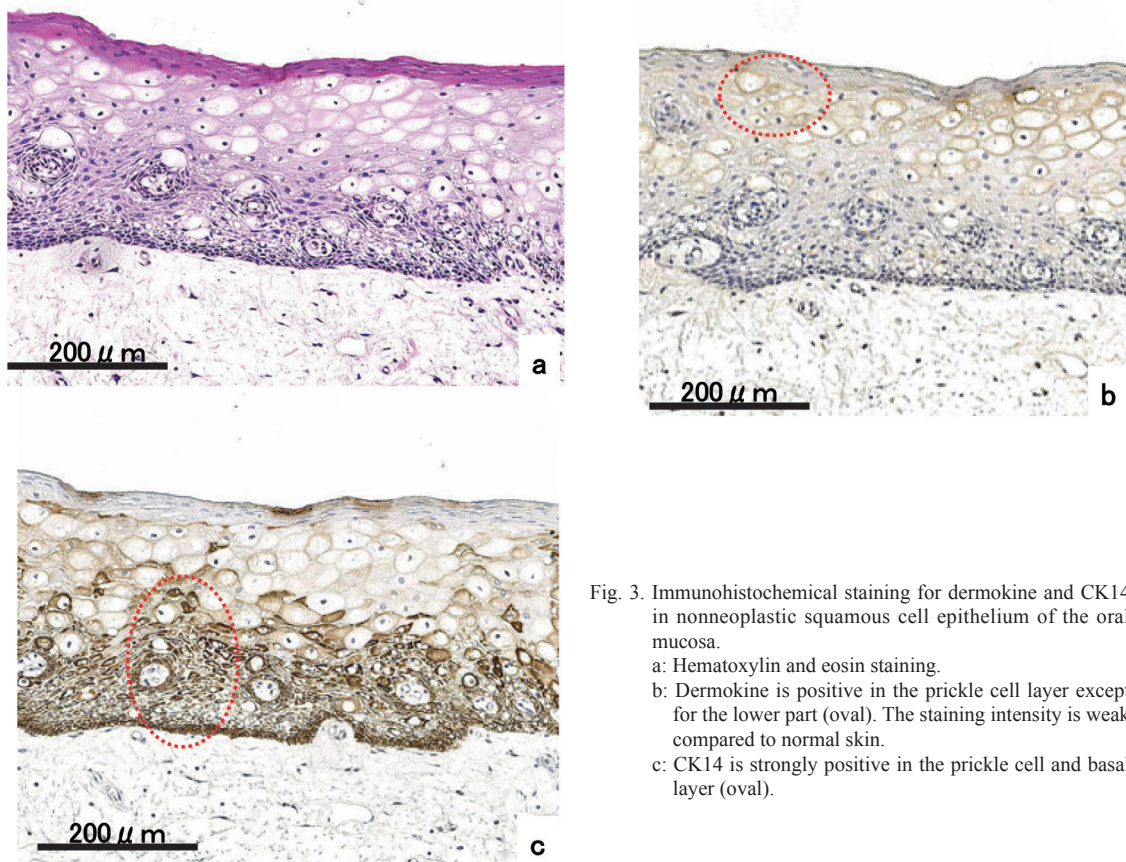 200 μ m
a
200 μ m
b
200 μ m
c
Fig. 3. Immunohistochemical staining for dermokine and CK14
in nonneoplastic squamous cell epithelium of the oral
mucosa.
a: Hematoxylin and eosin staining.
b: Dermokine is positive in the prickle cell layer except
for the lower part (oval). The staining intensity is weak
compared to normal skin.
c: CK14 is strongly positive in the prickle cell and basal
layer (oval).